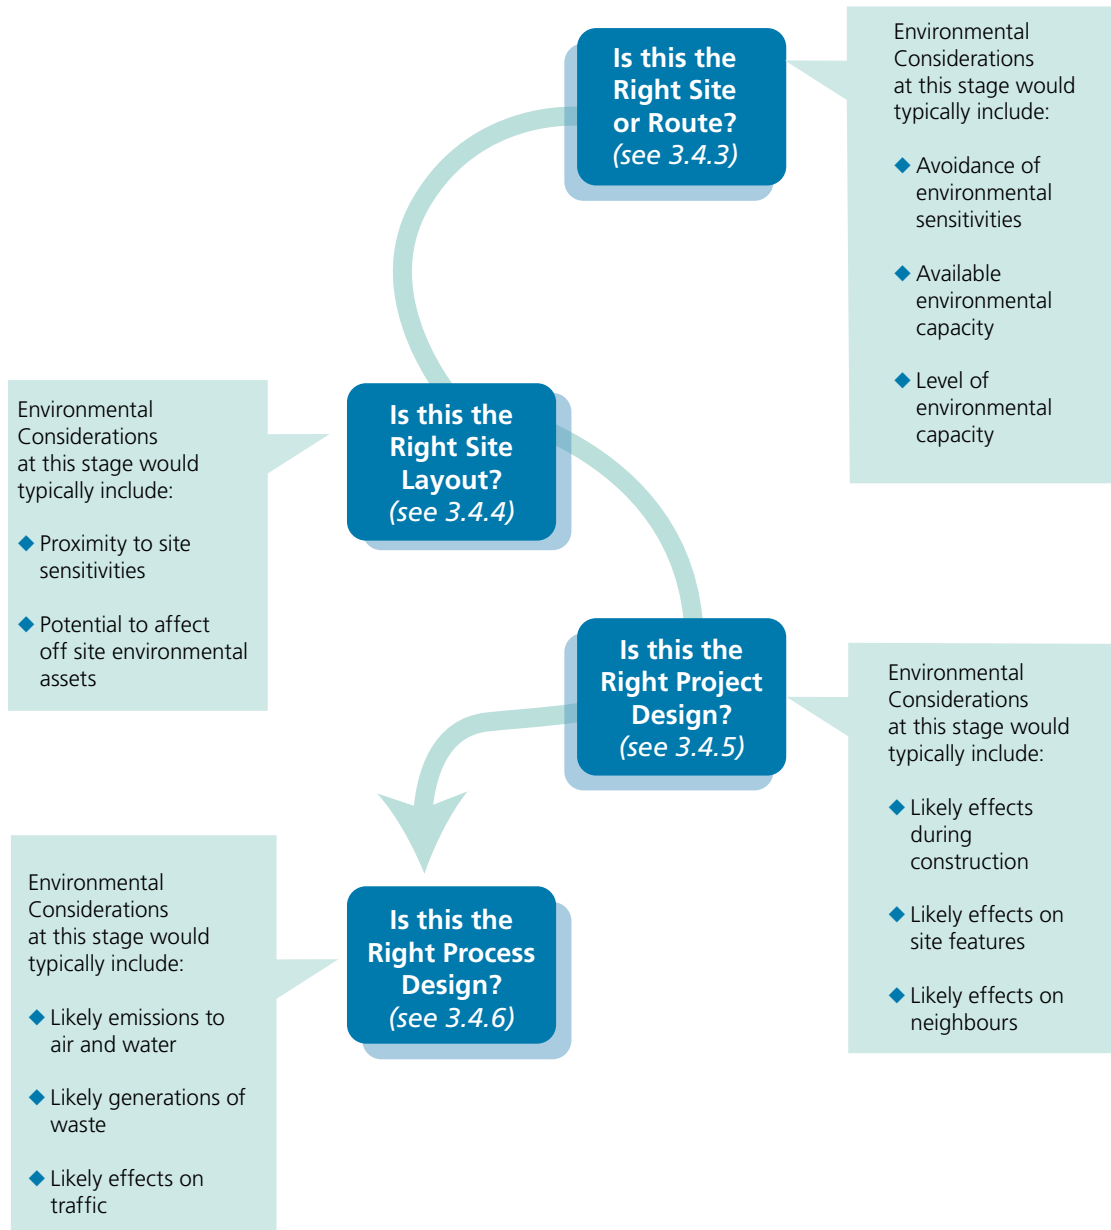 Is this the
Right Site
or Route?
(see 3.4.3)
Environmental
Considerations
at this stage would
typically include:
◆ Avoidance of
environmental
sensitivities
◆ Available
environmental
capacity
◆ Level of
environmental
capacity
Environmental
Considerations
at this stage would
typically include:
◆ Proximity to site
sensitivities
◆ Potential to affect
off site environmental
assets
Is this the
Right Site
Layout?
(see 3.4.4)
Is this the
Right Project
Design?
(see 3.4.5)
Environmental
Considerations
at this stage would
typically include:
◆ Likely effects
during
construction
◆ Likely effects on
site features
◆ Likely effects on
neighbours
Environmental
Considerations
at this stage would
typically include:
◆ Likely emissions to
air and water
◆ Likely generations of
waste
◆ Likely effects on
traffic
Is this the
Right Process
Design?
(see 3.4.6)